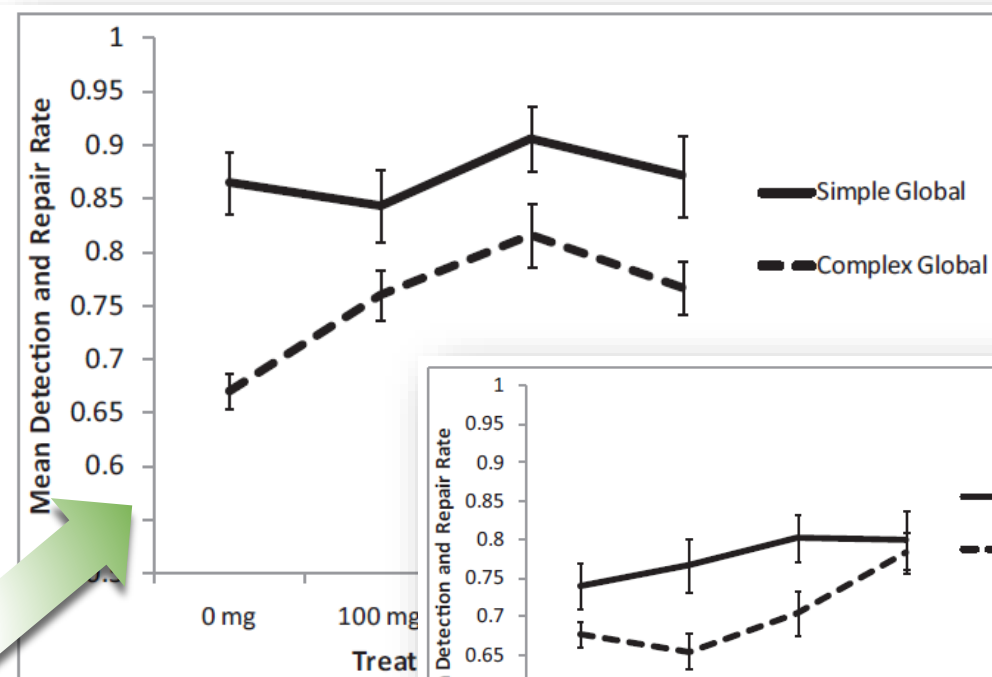 Mean Detection and Repair Rate
1
0.95
0.9
0.85
0.8
0.75
0.7
0.65
0.6
0 mg
100 mg
Treat
Simple Global
Complex Global
Detection and Repair Rate
1
0.95
0.9
0.85
0.8
0.75
0.7
0.65